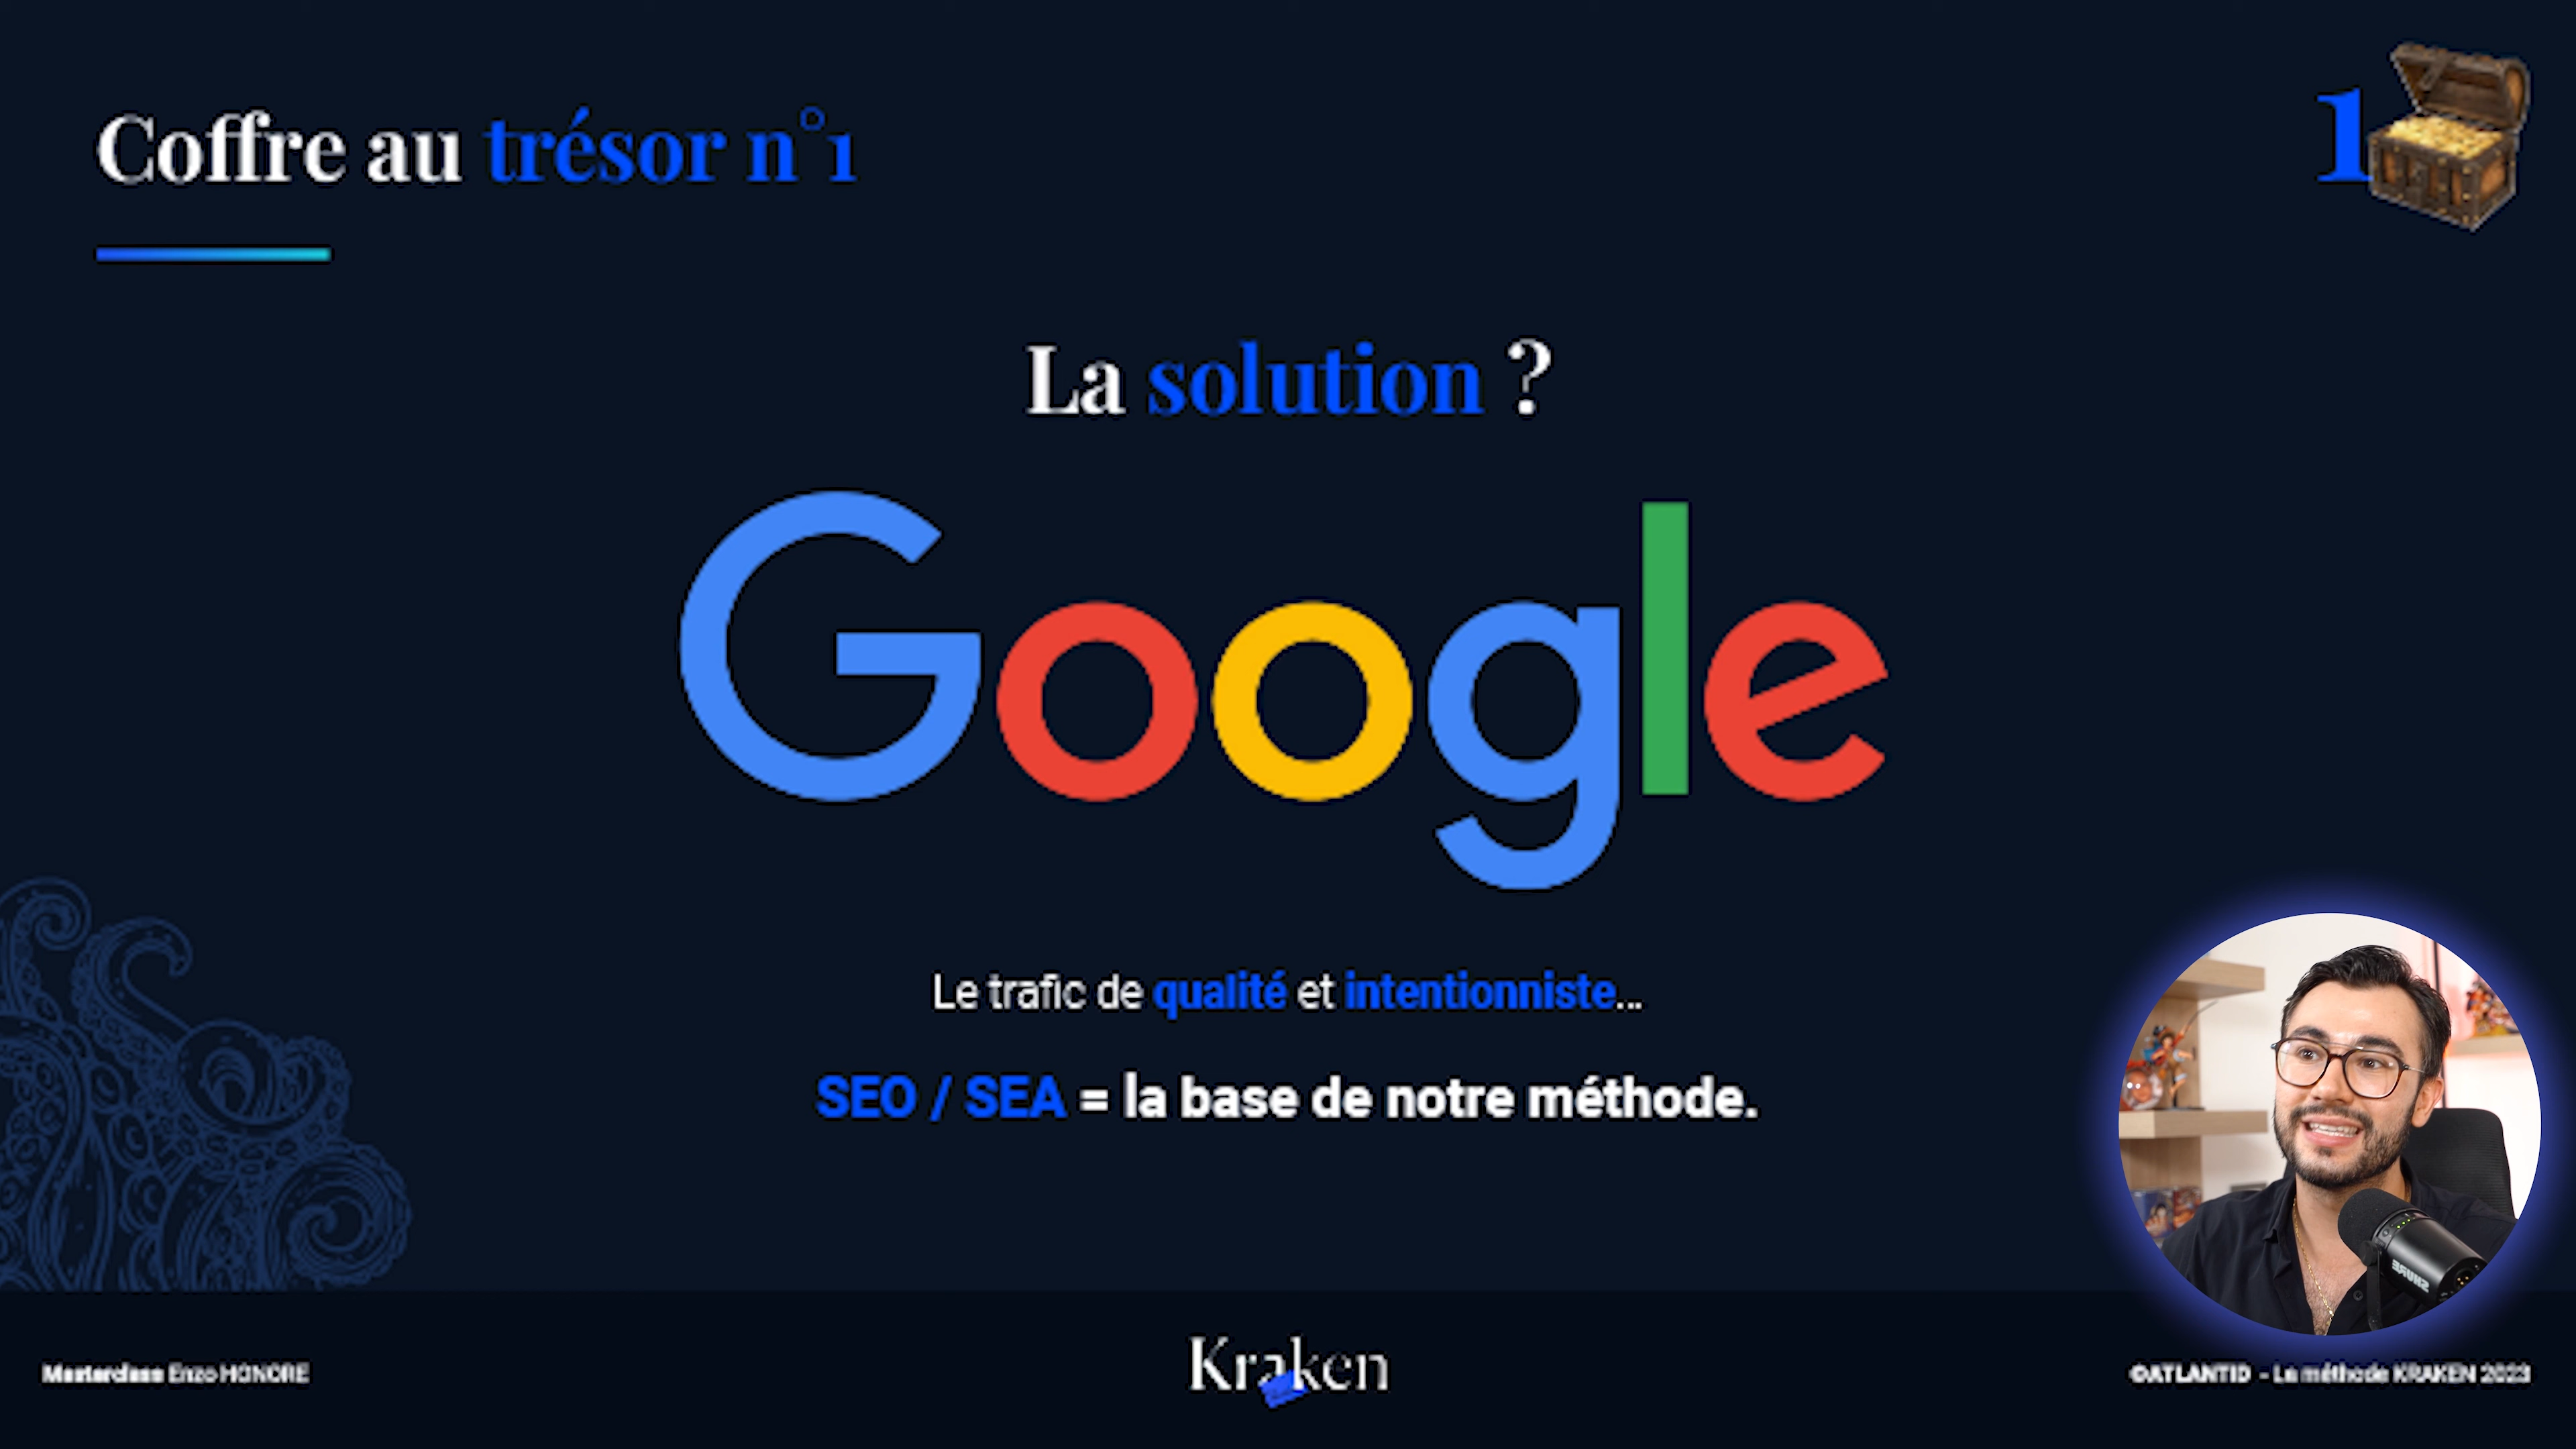 Coffre au trésor n°1
1
La solution ?
Google
Le trafic de qualité et intentionniste...
SEO / SEA = la base de notre méthode.
SHURE
Masterclass Enzo HONORE
Kraken
©ATLANTID - La méthode KRAKEN 2023